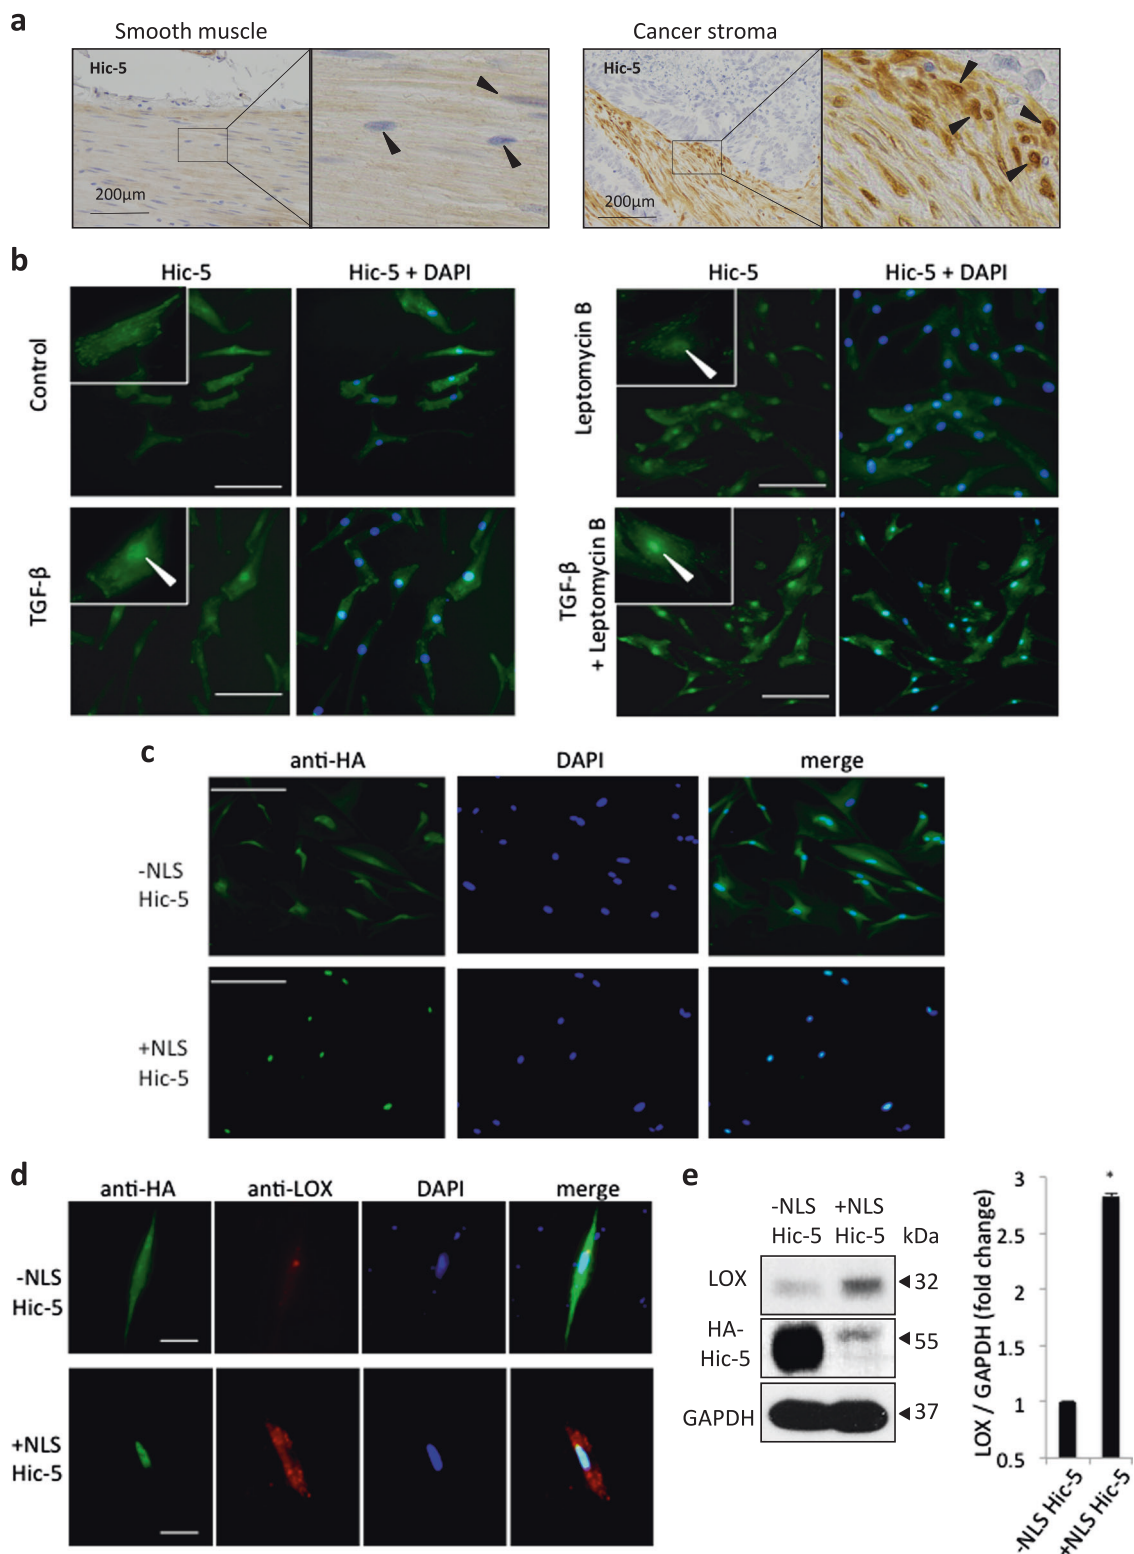 a
Smooth muscle
Cancer stroma
Hic-5
200μm
Hic-5
200μm
b
Hic-5
Hic-5 + DAPI
Hic-5
Hic-5 + DAPI
Control
Leptomycin B
TGF-β
TGF-β
+ Leptomycin B
c
anti-HA
DAPI
merge
-NLS
Hic-5
+NLS
Hic-5
d
anti-HA
anti-LOX
DAPI
merge
-NLS
Hic-5
+NLS
Hic-5
e
-NLS
Hic-5
+NLS
Hic-5
kDa
LOX
32
HA-
Hic-5
55
GAPDH
37
LOX / GAPDH (fold change)
3
2.5
2
1.5
1
0.5
*
-NLS Hic-5
+NLS Hic-5